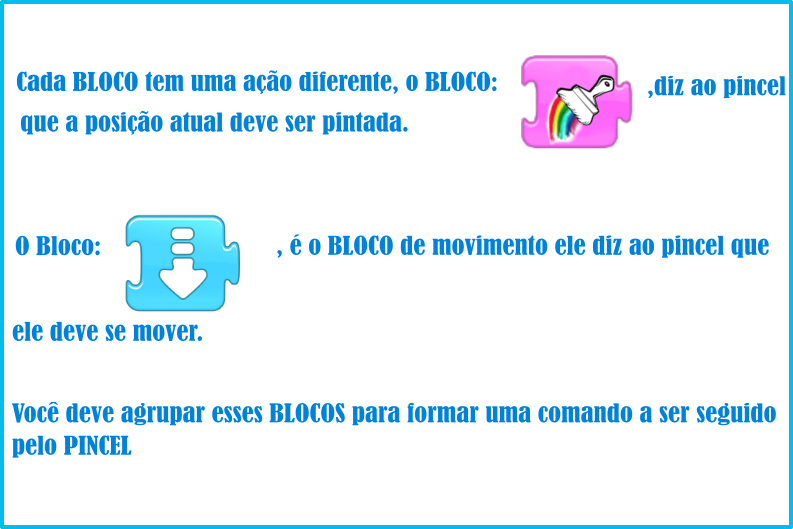 Cada BLOCO tem uma ação diferente, o BLOCO: ,diz ao pincel
que a posição atual deve ser pintada.
O Bloco: , é o BLOCO de movimento ele diz ao pincel que
ele deve se mover.
Você deve agrupar esses BLOCOS para formar uma comando a ser seguido
pelo PINCEL